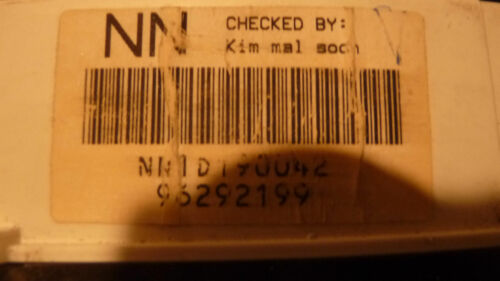 NN
CHECKED BY:
Kim mal soon
NN1D190042
96292199